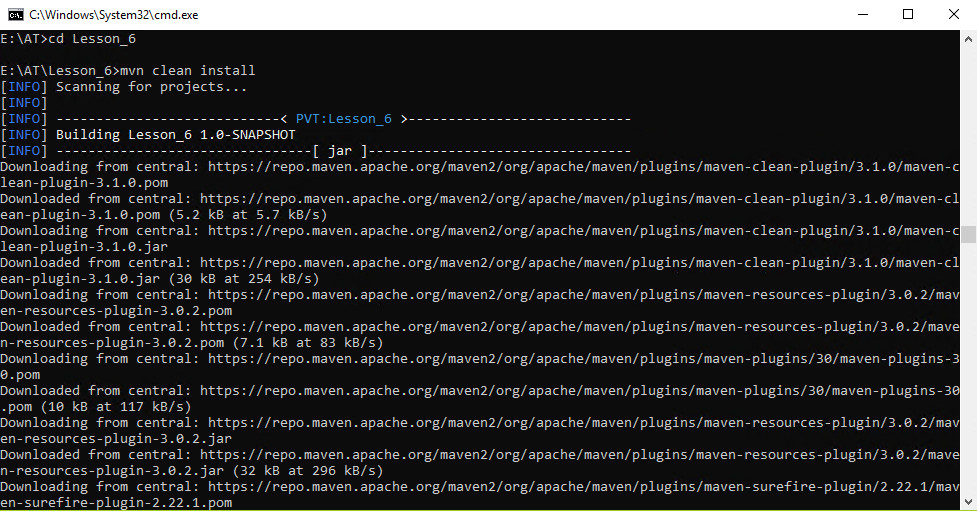 C:\Windows\System32\cmd.exe
E:\AT>cd Lesson_6
E:\AT\Lesson_6>mvn clean install
[INFO] Scanning for projects...
[INFO]
[INFO] ----------------------------< PVT:Lesson_6 >----------------------------
[INFO] Building Lesson_6 1.0-SNAPSHOT
[INFO] --------------------------------[ jar ]---------------------------------
Downloading from central: https://repo.maven.apache.org/maven2/org/apache/maven/plugins/maven-clean-plugin/3.1.0/maven-c
lean-plugin-3.1.0.pom
Downloaded from central: https://repo.maven.apache.org/maven2/org/apache/maven/plugins/maven-clean-plugin/3.1.0/maven-cl
ean-plugin-3.1.0.pom (5.2 kB at 5.7 kB/s)
Downloading from central: https://repo.maven.apache.org/maven2/org/apache/maven/plugins/maven-clean-plugin/3.1.0/maven-c
lean-plugin-3.1.0.jar
Downloaded from central: https://repo.maven.apache.org/maven2/org/apache/maven/plugins/maven-clean-plugin/3.1.0/maven-cl
ean-plugin-3.1.0.jar (30 kB at 254 kB/s)
Downloading from central: https://repo.maven.apache.org/maven2/org/apache/maven/plugins/maven-resources-plugin/3.0.2/mav
en-resources-plugin-3.0.2.pom
Downloaded from central: https://repo.maven.apache.org/maven2/org/apache/maven/plugins/maven-resources-plugin/3.0.2/mave
n-resources-plugin-3.0.2.pom (7.1 kB at 83 kB/s)
Downloading from central: https://repo.maven.apache.org/maven2/org/apache/maven/plugins/maven-plugins/30/maven-plugins-3
0.pom
Downloaded from central: https://repo.maven.apache.org/maven2/org/apache/maven/plugins/maven-plugins/30/maven-plugins-30
.pom (10 kB at 117 kB/s)
Downloading from central: https://repo.maven.apache.org/maven2/org/apache/maven/plugins/maven-resources-plugin/3.0.2/mav
en-resources-plugin-3.0.2.jar
Downloaded from central: https://repo.maven.apache.org/maven2/org/apache/maven/plugins/maven-resources-plugin/3.0.2/mave
n-resources-plugin-3.0.2.jar (32 kB at 296 kB/s)
Downloading from central: https://repo.maven.apache.org/maven2/org/apache/maven/plugins/maven-surefire-plugin/2.22.1/mav
en-surefire-plugin-2.22.1.pom